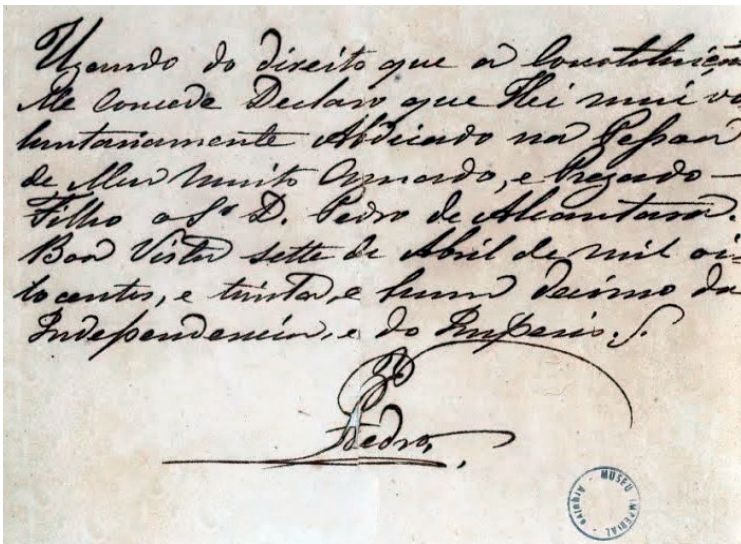 Uzando do direito que a Constituição
Me concede Declaro que Hei mui vo
luntariamente Abdicado na Pessoa
de Meu muito Amado, e Prezado
Filho o Sr. D. Pedro de Alcantara.
Boa Vista sette de Abril de mil oi
tocentos, e trinta, e hum decimo da
Independencia, e do Imperio.
Pedro
MUSEU IMPERIAL - Arquivo